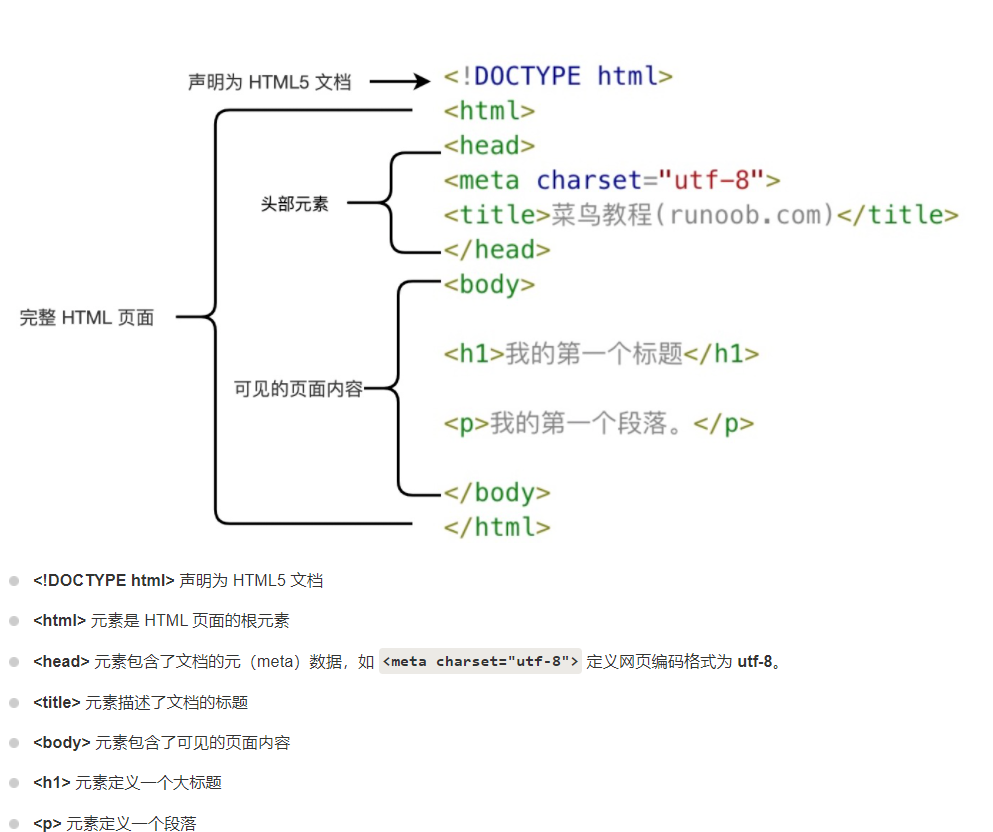 声明为 HTML5 文档
<!DOCTYPE html>
<html>
<head>
<meta charset="utf-8">
头部元素
<title>菜鸟教程(runoob.com)</title>
</head>
<body>
完整 HTML 页面
<h1>我的第一个标题</h1>
可见的页面内容
<p>我的第一个段落。</p>
</body>
</html>
<!DOCTYPE html> 声明为 HTML5 文档
<html> 元素是 HTML 页面的根元素
<head> 元素包含了文档的元（meta）数据，如 <meta charset="utf-8"> 定义网页编码格式为 utf-8。
<title> 元素描述了文档的标题
<body> 元素包含了可见的页面内容
<h1> 元素定义一个大标题
<p> 元素定义一个段落